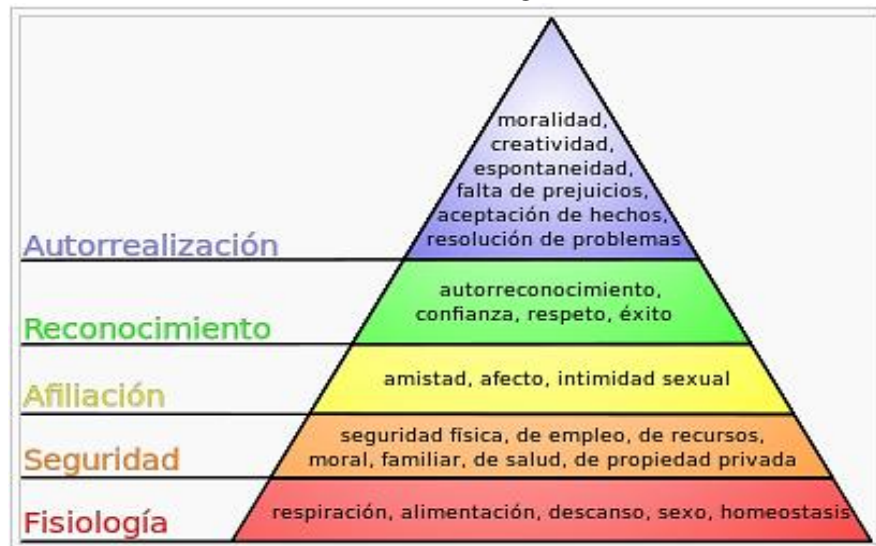 moralidad,
creatividad,
espontaneidad,
falta de prejuicios,
aceptación de hechos,
resolución de problemas
Autorrealización
autorreconocimiento,
confianza, respeto, éxito
Reconocimiento
amistad, afecto, intimidad sexual
Afiliación
seguridad física, de empleo, de recursos,
moral, familiar, de salud, de propiedad privada
Seguridad
respiración, alimentación, descanso, sexo, homeostasis
Fisiología